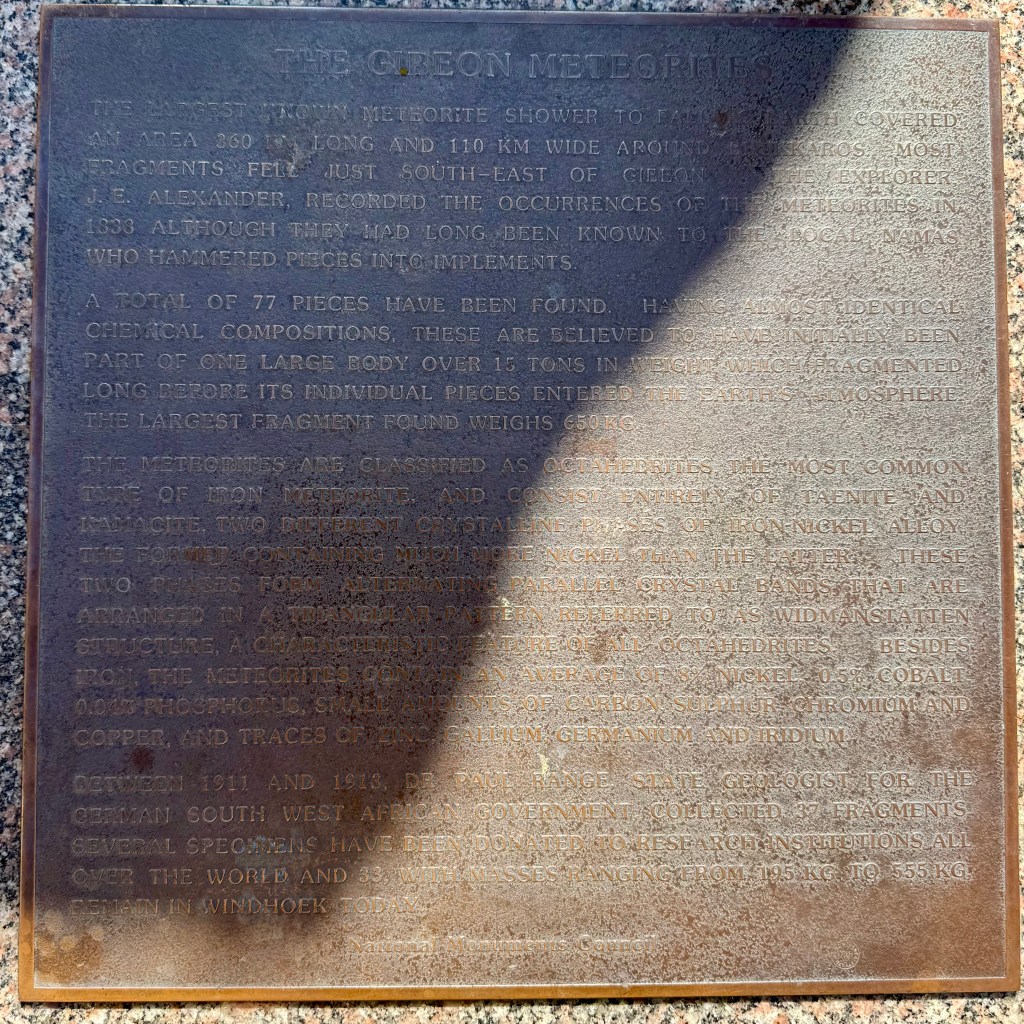 THE GIBEON METEORITES
THE LARGEST KNOWN METEORITE SHOWER TO FALL EARTH COVERED
AN AREA 360 KM LONG AND 110 KM WIDE AROUND MOST
FRAGMENTS FELL JUST SOUTH-EAST OF GIBEON. THE EXPLORER,
J. E. ALEXANDER, RECORDED THE OCCURRENCES OF THE METEORITES IN
1838 ALTHOUGH THEY HAD LONG BEEN KNOWN TO THE LOCAL NAMAS
WHO HAMMERED PIECES INTO IMPLEMENTS.
A TOTAL OF 77 PIECES HAVE BEEN FOUND. HAVING ALMOST IDENTICAL
CHEMICAL COMPOSITIONS, THESE ARE BELIEVED TO HAVE INITIALLY BEEN
PART OF ONE LARGE BODY OVER 15 TONS IN WEIGHT WHICH FRAGMENTED
LONG BEFORE ITS INDIVIDUAL PIECES ENTERED THE EARTH'S ATMOSPHERE.
THE LARGEST FRAGMENT FOUND WEIGHS 650 KG.
THE METEORITES ARE CLASSIFIED AS OCTAHEDRITES, THE MOST COMMON
TYPE OF IRON METEORITE, AND CONSIST ENTIRELY OF TAENITE AND
KAMACITE, TWO DIFFERENT CRYSTALLINE PHASES OF IRON-NICKEL ALLOY,
THE FORMER CONTAINING MUCH MORE NICKEL THAN THE LATTER. THESE
TWO PHASES FORM ALTERNATING PARALLEL CRYSTAL BANDS THAT ARE
ARRANGED IN A TRIANGULAR PATTERN REFERRED TO AS WIDMANSTATTEN
STRUCTURE, A CHARACTERISTIC FEATURE OF ALL OCTAHEDRITES. BESIDES
IRON, THE METEORITES CONTAIN AN AVERAGE OF 8% NICKEL, 0.5% COBALT,
PHOSPHORUS, SMALL AMOUNTS OF CARBON, SULPHUR, CHROMIUM AND
COPPER, AND TRACES OF ZINC, GALLIUM, GERMANIUM AND IRIDIUM.
BETWEEN 1911 AND 1913, DR PAUL RANGE, STATE GEOLOGIST FOR THE
GERMAN SOUTH WEST AFRICAN GOVERNMENT, COLLECTED 37 FRAGMENTS.
SEVERAL SPECIMENS HAVE BEEN DONATED TO RESEARCH INSTITUTIONS ALL
OVER THE WORLD AND 33, WITH MASSES RANGING FROM 195 KG TO 555 KG,
REMAIN IN WINDHOEK TODAY.
National Monuments Council